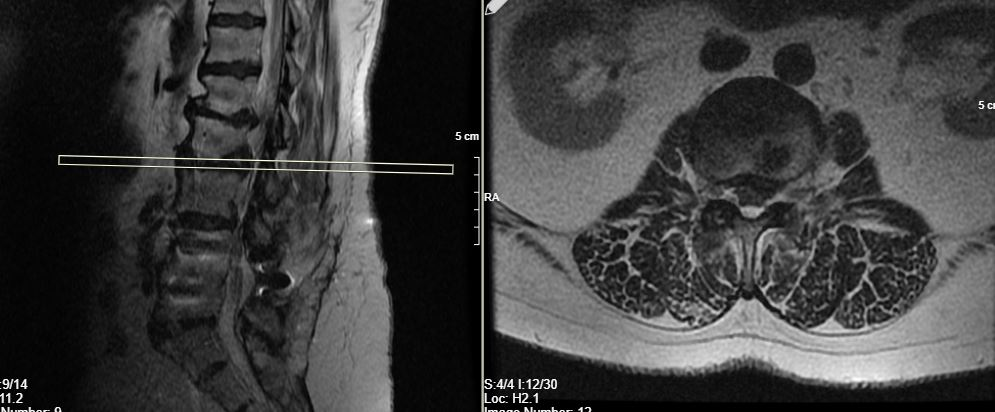 5 cm
5 c
RA
:9/14
11.2
Number: 9
S:4/4 I:12/30
Loc: H2.1
Image Number: 12